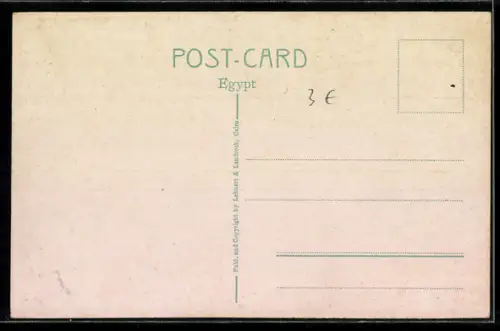 POST-CARD
Egypt
3 €
Publ. and Copyright by Lehnert & Landrock, Cairo